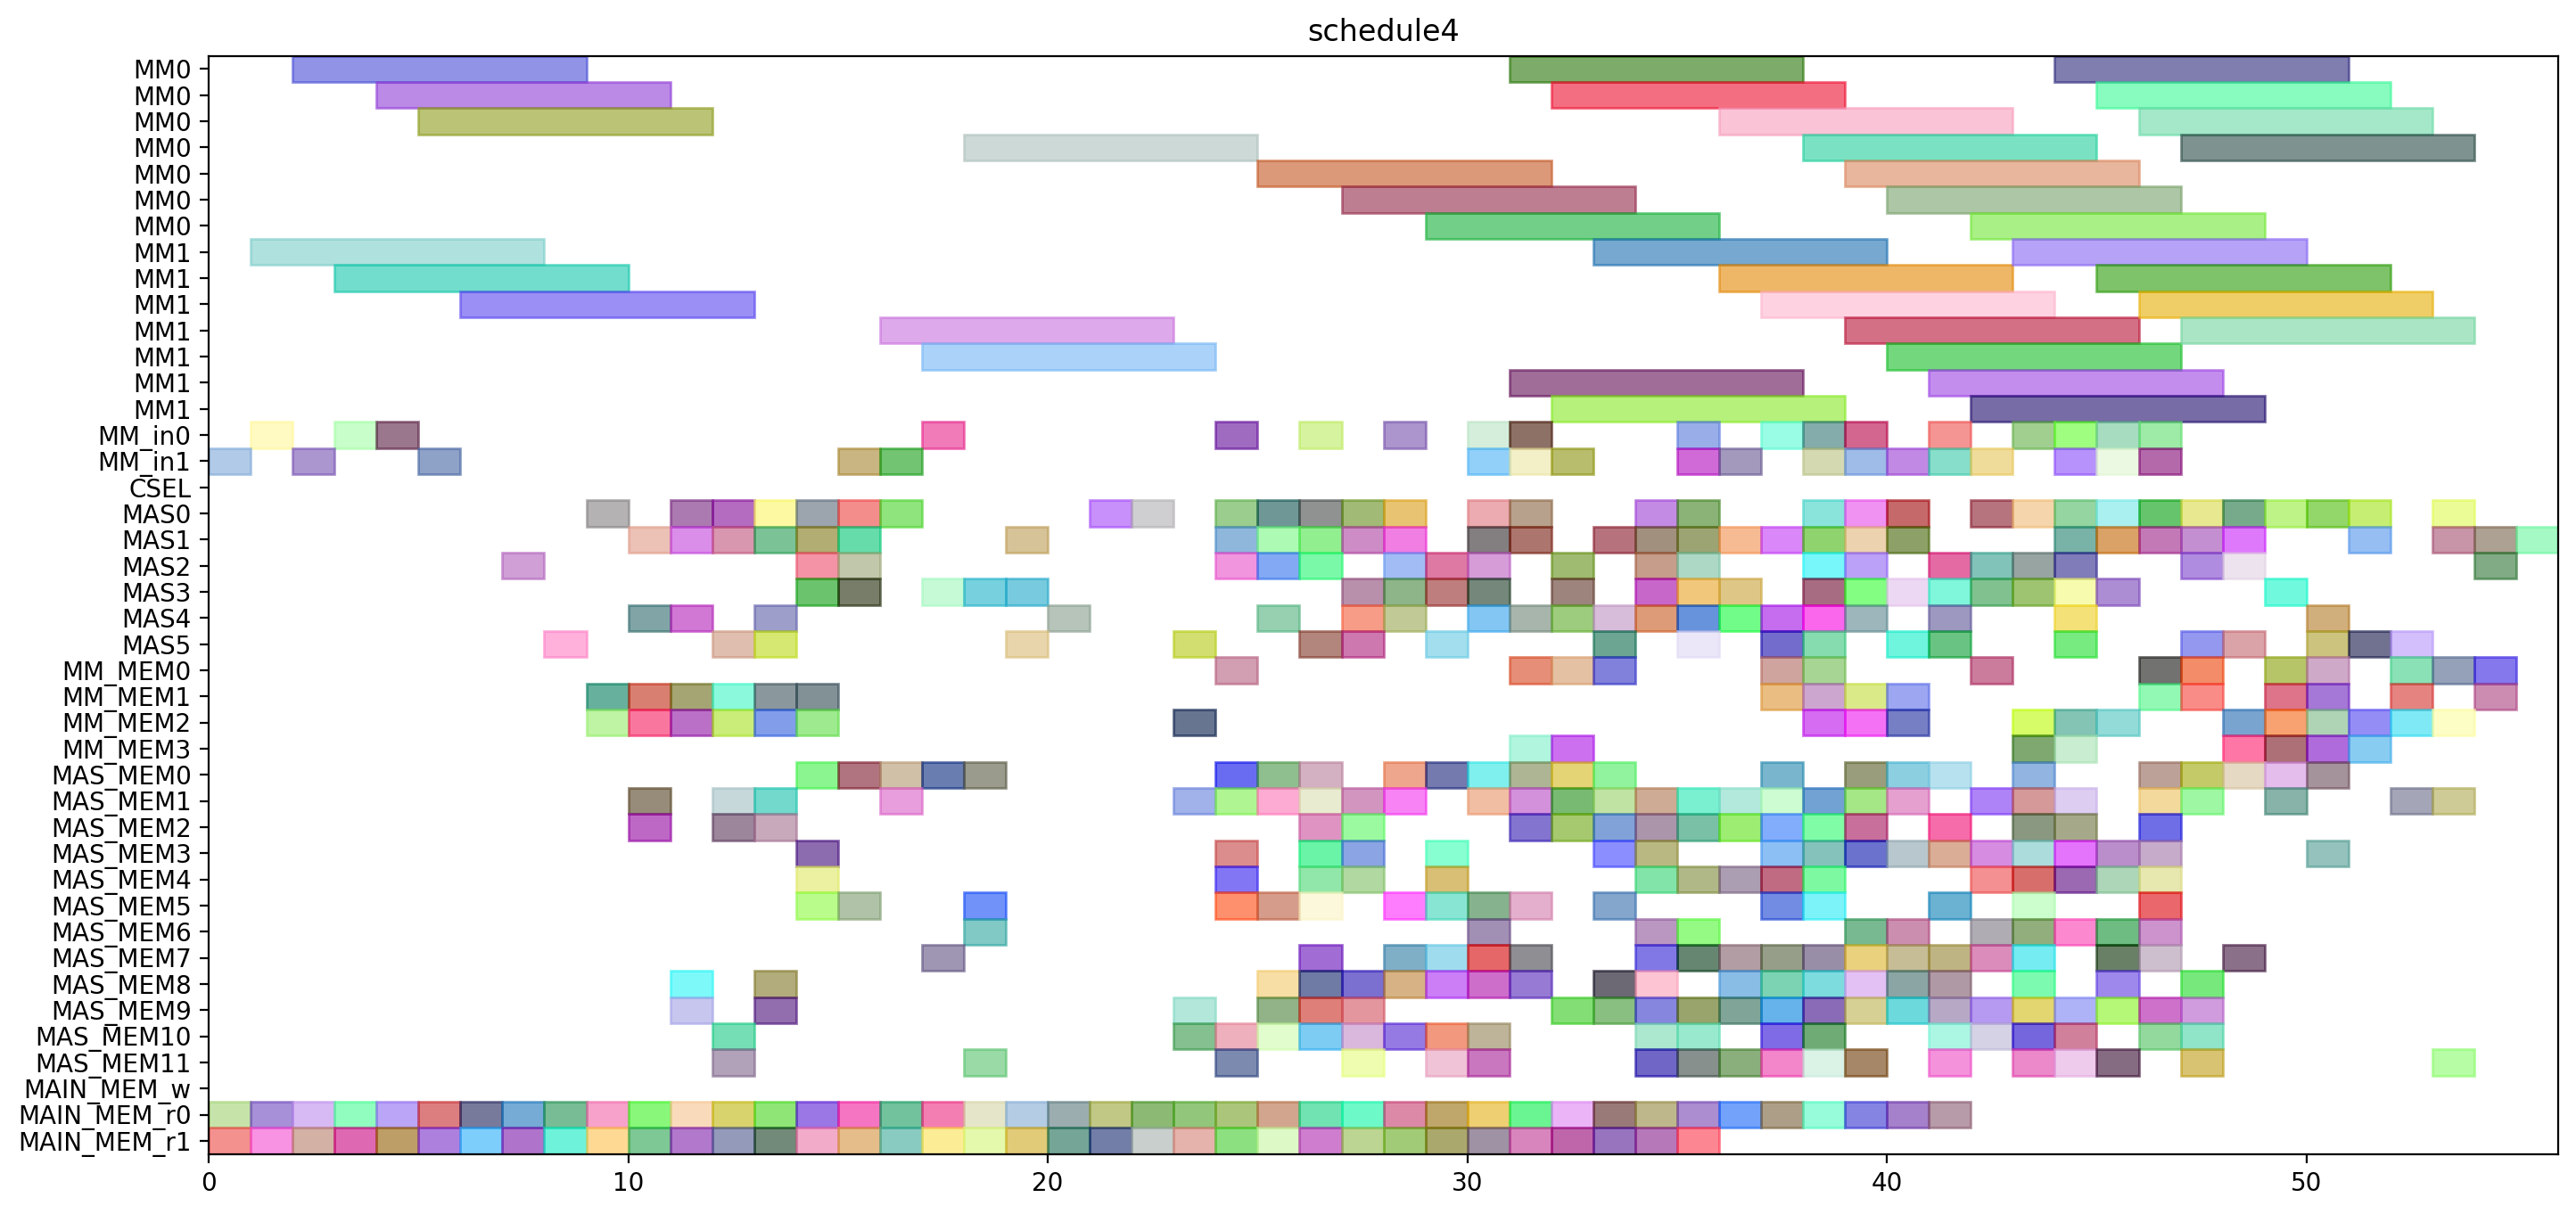 schedule4
MM0
MM0
MM0
MM0
MM0
MM0
MM0
MM1
MM1
MM1
MM1
MM1
MM1
MM1
MM_in0
MM_in1
CSEL
MAS0
MAS1
MAS2
MAS3
MAS4
MAS5
MM_MEM0
MM_MEM1
MM_MEM2
MM_MEM3
MAS_MEM0
MAS_MEM1
MAS_MEM2
MAS_MEM3
MAS_MEM4
MAS_MEM5
MAS_MEM6
MAS_MEM7
MAS_MEM8
MAS_MEM9
MAS_MEM10
MAS_MEM11
MAIN_MEM_w
MAIN_MEM_r0
MAIN_MEM_r1
0 10 20 30 40 50